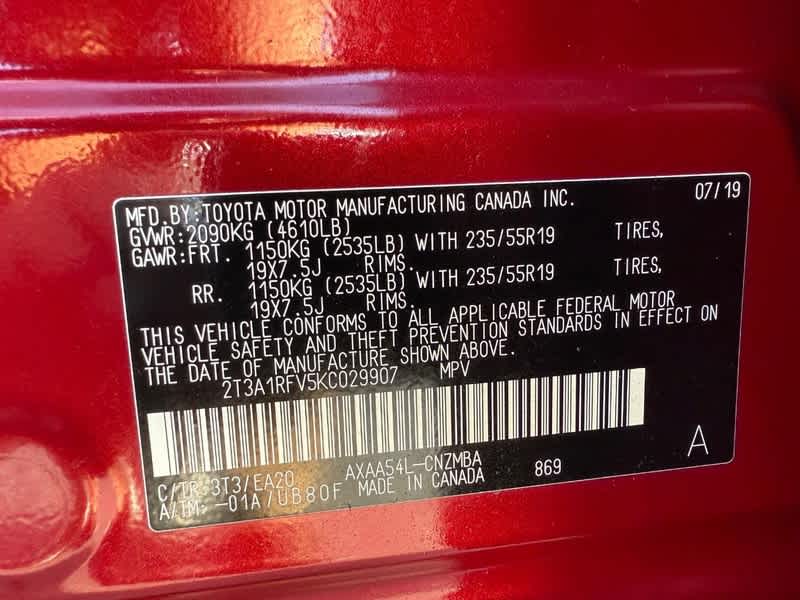 07/19
MFD.BY:TOYOTA MOTOR MANUFACTURING CANADA INC.
GVWR:2090KG (4610LB)
GAWR:FRT. 1150KG (2535LB) WITH 235/55R19 TIRES,
19X7.5J RIMS.
RR. 1150KG (2535LB) WITH 235/55R19 TIRES,
19X7.5J RIMS.
THIS VEHICLE CONFORMS TO ALL APPLICABLE FEDERAL MOTOR
VEHICLE SAFETY AND THEFT PREVENTION STANDARDS IN EFFECT ON
THE DATE OF MANUFACTURE SHOWN ABOVE.
2T3A1RFV5KC029907 MPV
C/TR:3T3/EA20 AXAA54L-CNZMBA 869 A
A/TM:-01A/UB80F MADE IN CANADA